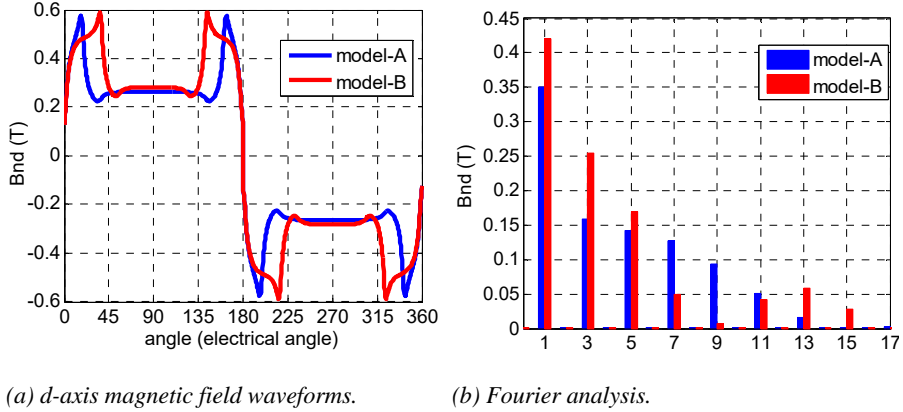 0.6
0.4
0.2
0
-0.2
-0.4
-0.6
Bnd (T)
model-A
model-B
0 45 90 135 180 225 270 315 360
angle (electrical angle)
0.45
0.4
0.35
0.3
0.25
0.2
0.15
0.1
0.05
0
Bnd (T)
model-A
model-B
1 3 5 7 9 11 13 15 17
(a) d-axis magnetic field waveforms.
(b) Fourier analysis.